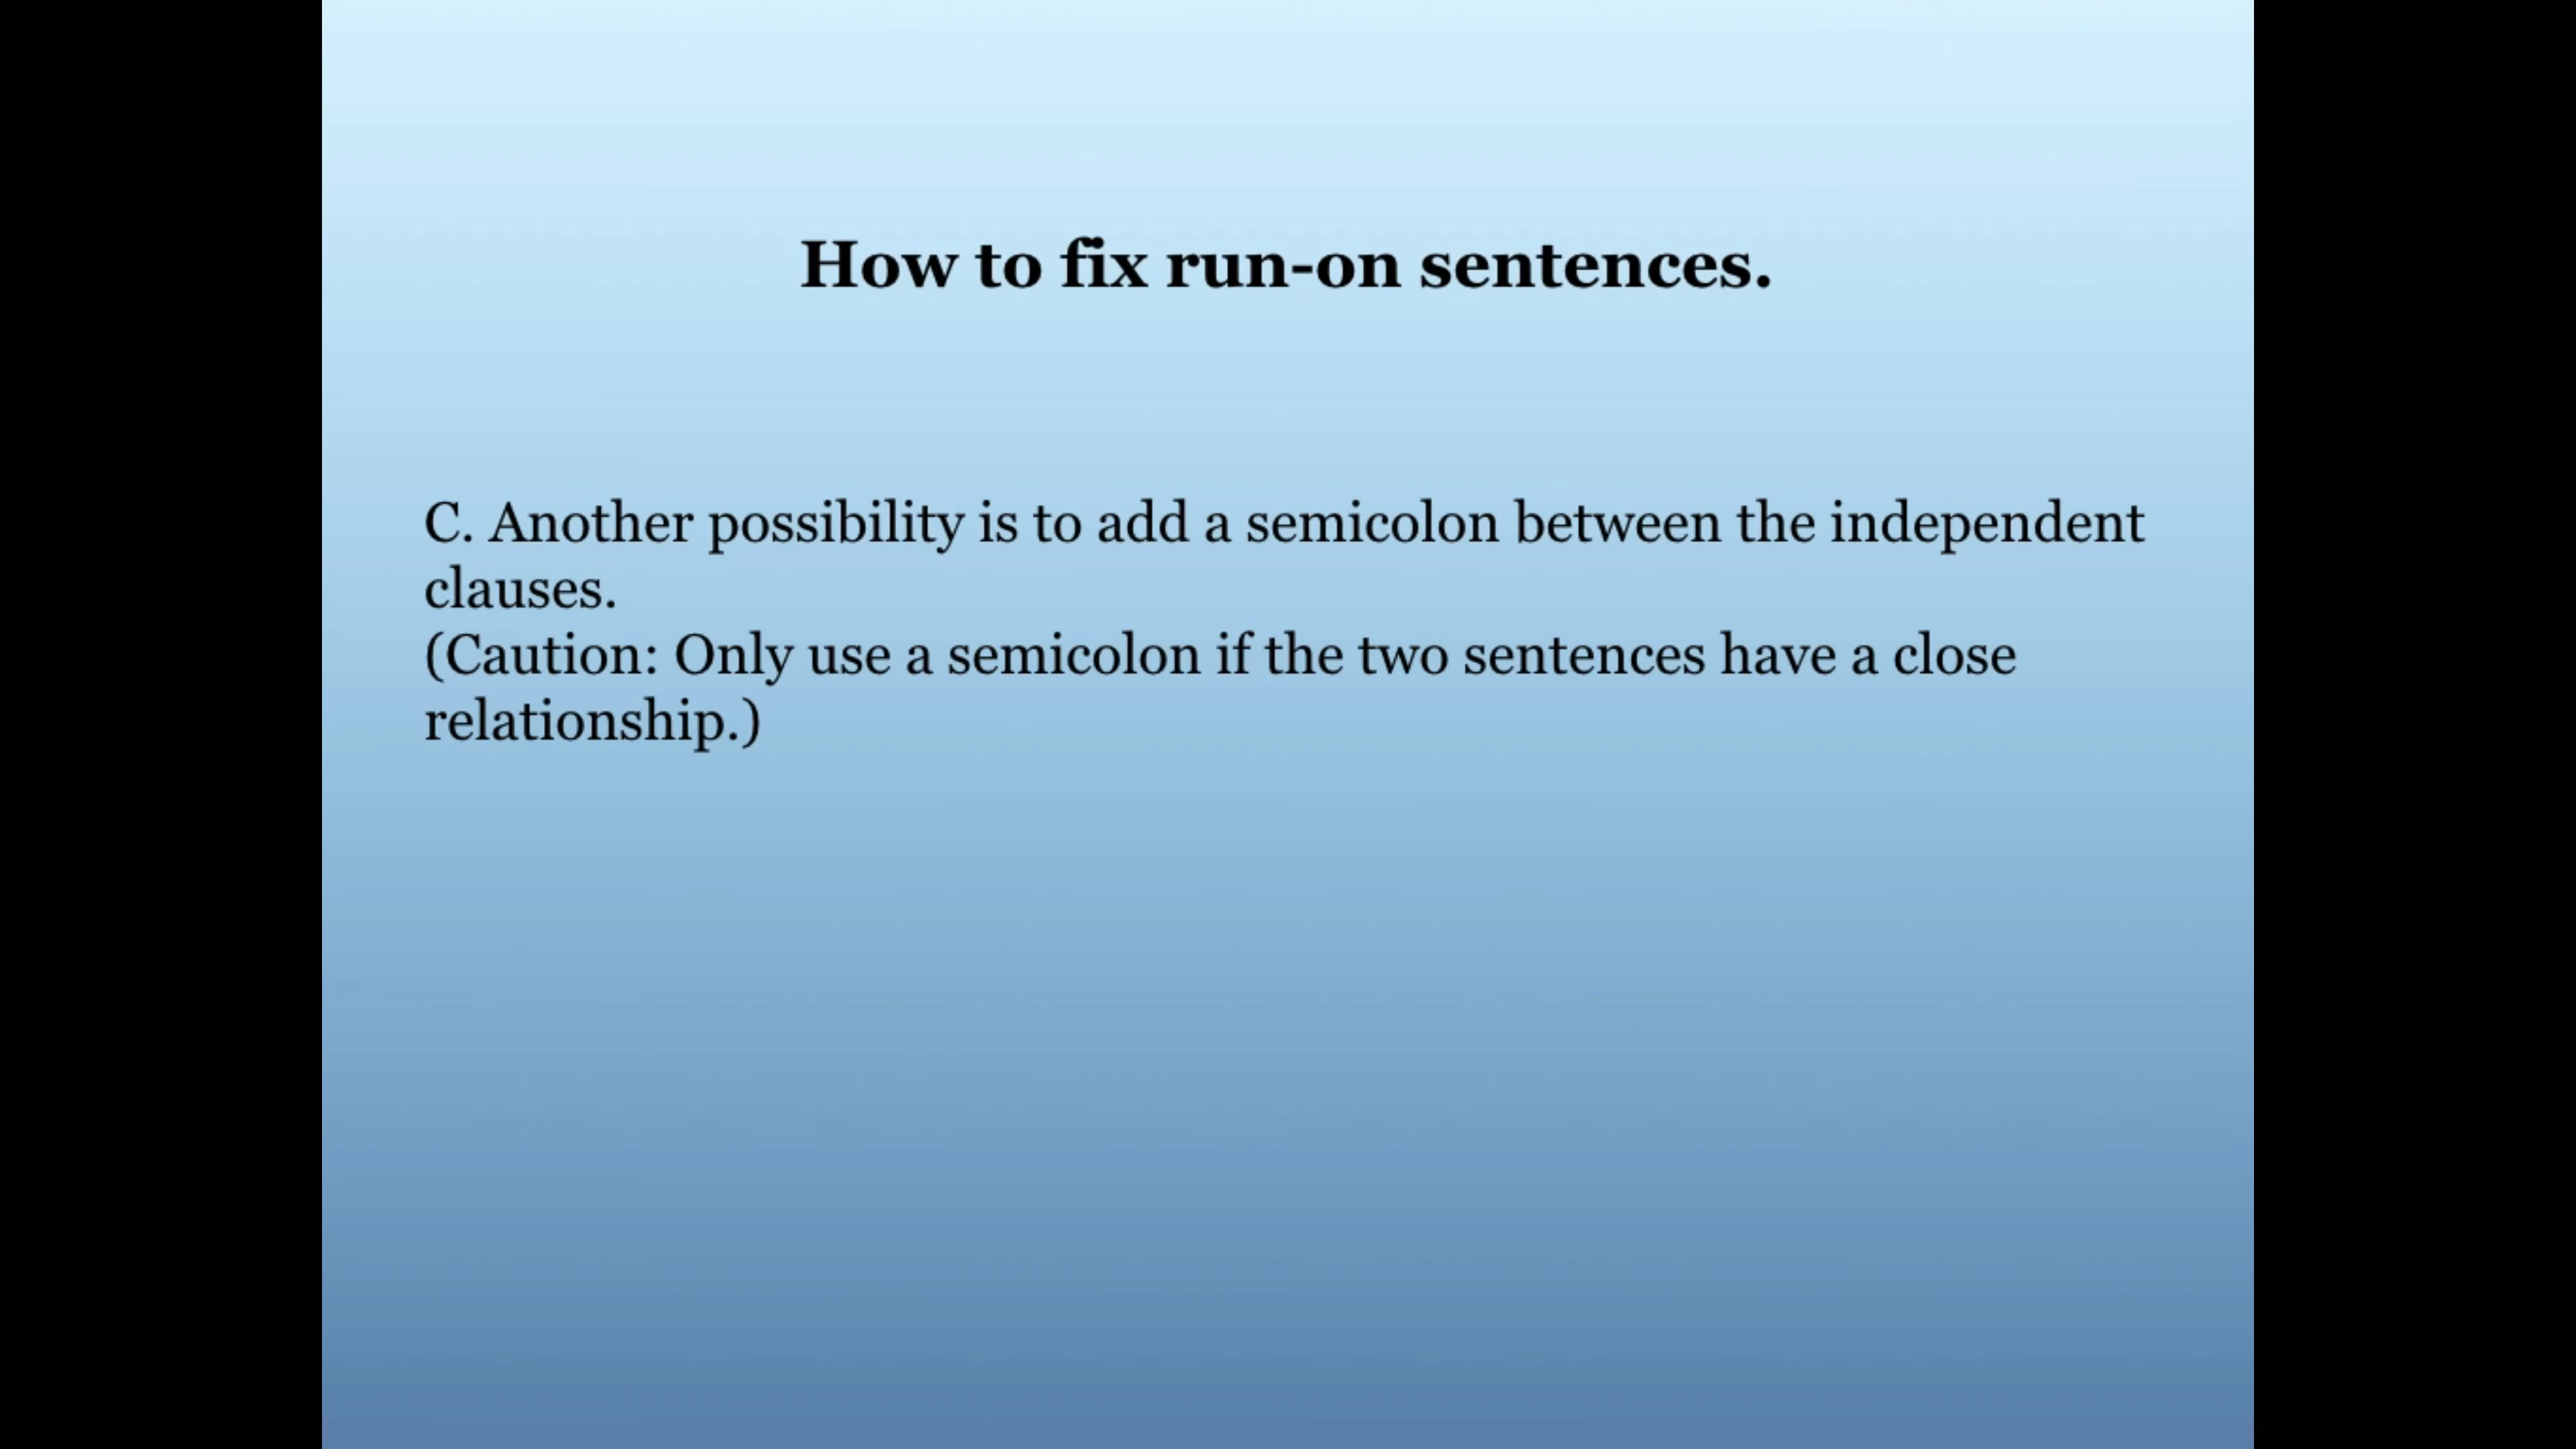 How to fix run-on sentences.
C. Another possibility is to add a semicolon between the independent
clauses.
(Caution: Only use a semicolon if the two sentences have a close
relationship.)